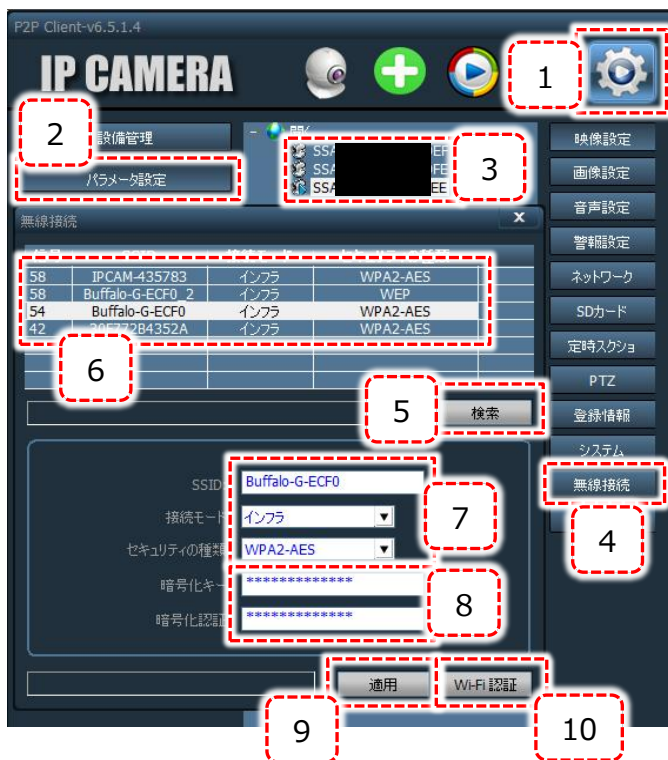 P2P Client-v6.5.1.4
IP CAMERA
1
2
設備管理
パラメータ設定
SSA
SSA FE
SSA EE
3
映像設定
画像設定
音声設定
警報設定
ネットワーク
SDカード
定時スクショ
PTZ
登録情報
システム
無線接続
4
無線接続
x
58 IPCAM-435783 インフラ WPA2-AES
58 Buffalo-G-ECF0_2 インフラ WEP
54 Buffalo-G-ECF0 インフラ WPA2-AES
42 インフラ WPA2-AES
6
5
検索
SSID Buffalo-G-ECF0
接続モード インフラ
セキュリティの種類 WPA2-AES
7
暗号化キー *************
暗号化認証 *************
8
適用
Wi-Fi 認証
9
10